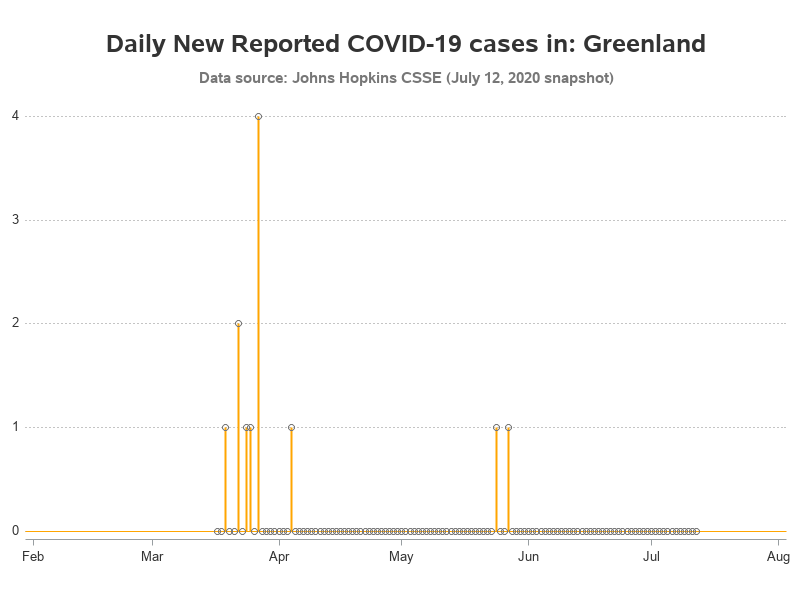 Daily New Reported COVID-19 cases in: Greenland
Data source: Johns Hopkins CSSE (July 12, 2020 snapshot)
4
3
2
1
0
Feb Mar Apr May Jun Jul Aug